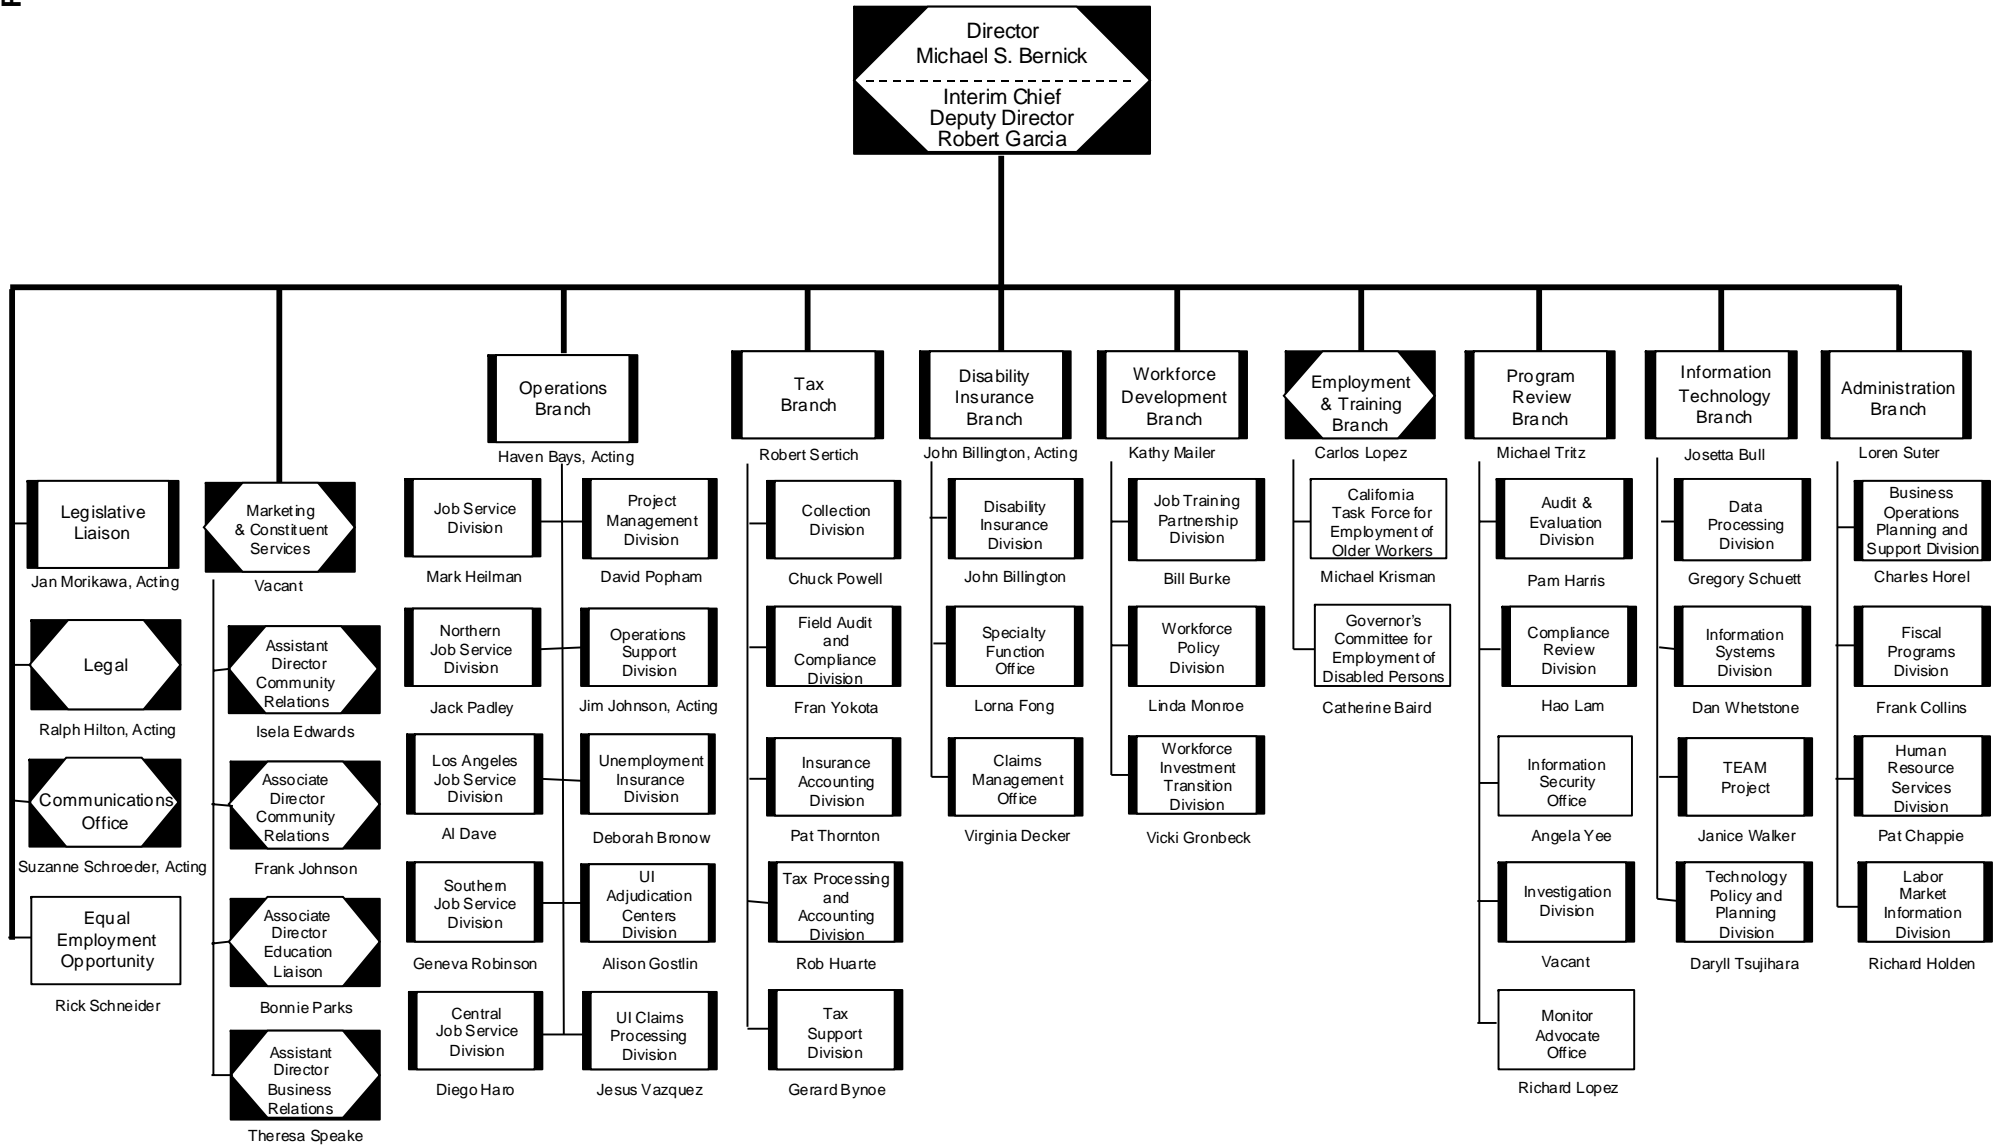 Director
Michael S. Bernick
Interim Chief
Deputy Director
Robert Garcia
Legislative
Liaison
Jan Morikawa, Acting
Legal
Ralph Hilton, Acting
Communications
Office
Suzanne Schroeder, Acting
Equal
Employment
Opportunity
Rick Schneider
Marketing
& Constituent
Services
Vacant
Assistant
Director
Community
Relations
Isela Edwards
Associate
Director
Community
Relations
Frank Johnson
Associate
Director
Education
Liaison
Bonnie Parks
Assistant
Director
Business
Relations
Theresa Speake
Operations
Branch
Haven Bays, Acting
Job Service
Division
Mark Heilman
Northern
Job Service
Division
Jack Padley
Los Angeles
Job Service
Division
Al Dave
Southern
Job Service
Division
Geneva Robinson
Central
Job Service
Division
Diego Haro
Project
Management
Division
David Popham
Operations
Support
Division
Jim Johnson, Acting
Unemployment
Insurance
Division
Deborah Bronow
UI
Adjudication
Centers
Division
Alison Gostlin
UI Claims
Processing
Division
Jesus Vazquez
Tax
Branch
Robert Sertich
Collection
Division
Chuck Powell
Field Audit
and
Compliance
Division
Fran Yokota
Insurance
Accounting
Division
Pat Thornton
Tax Processing
and
Accounting
Division
Rob Huarte
Tax
Support
Division
Gerard Bynoe
Disability
Insurance
Branch
John Billington, Acting
Disability
Insurance
Division
John Billington
Specialty
Function
Office
Lorna Fong
Claims
Management
Office
Virginia Decker
Workforce
Development
Branch
Kathy Mailer
Job Training
Partnership
Division
Bill Burke
Workforce
Policy
Division
Linda Monroe
Workforce
Investment
Transition
Division
Vicki Gronbeck
Employment
& Training
Branch
Carlos Lopez
California
Task Force for
Employment of
Older Workers
Michael Krisman
Governor's
Committee for
Employment of
Disabled Persons
Catherine Baird
Program
Review
Branch
Michael Tritz
Audit &
Evaluation
Division
Pam Harris
Compliance
Review
Division
Hao Lam
Information
Security
Office
Angela Yee
Investigation
Division
Vacant
Monitor
Advocate
Office
Richard Lopez
Information
Technology
Branch
Josetta Bull
Data
Processing
Division
Gregory Schuett
Information
Systems
Division
Dan Whetstone
TEAM
Project
Janice Walker
Technology
Policy and
Planning
Division
Daryll Tsujihara
Administration
Branch
Loren Suter
Business
Operations
Planning and
Support Division
Charles Horel
Fiscal
Programs
Division
Frank Collins
Human
Resource
Services
Division
Pat Chappie
Labor
Market
Information
Division
Richard Holden